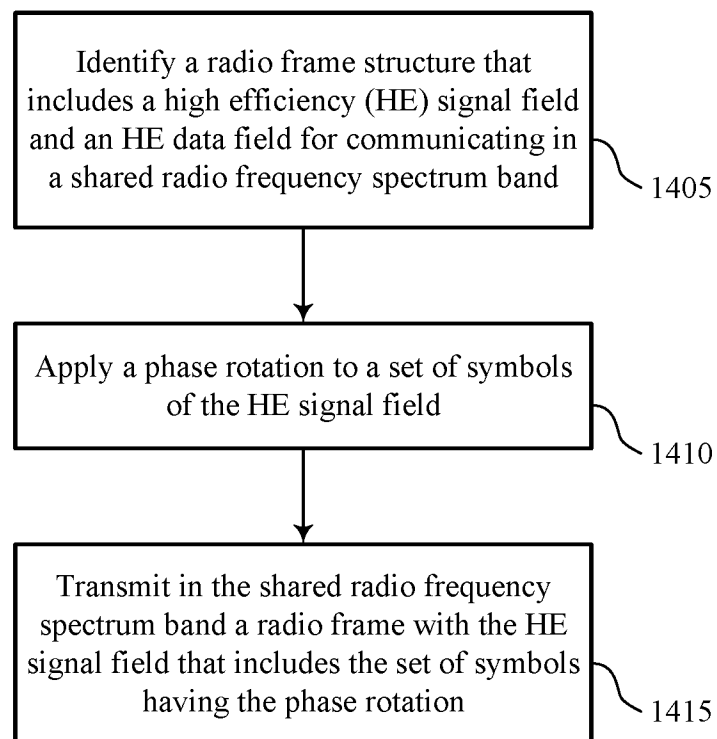 Identify a radio frame structure that
includes a high efficiency (HE) signal field
and an HE data field for communicating in
a shared radio frequency spectrum band
1405
Apply a phase rotation to a set of symbols
of the HE signal field
1410
Transmit in the shared radio frequency
spectrum band a radio frame with the HE
signal field that includes the set of symbols
having the phase rotation
1415